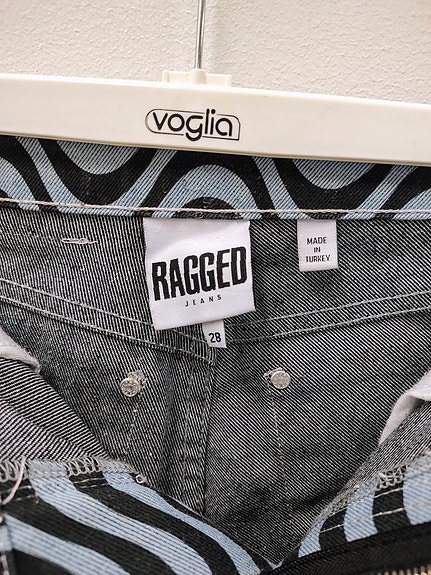 voglia
RAGGED
JEANS
MADE
IN
TURKEY
28